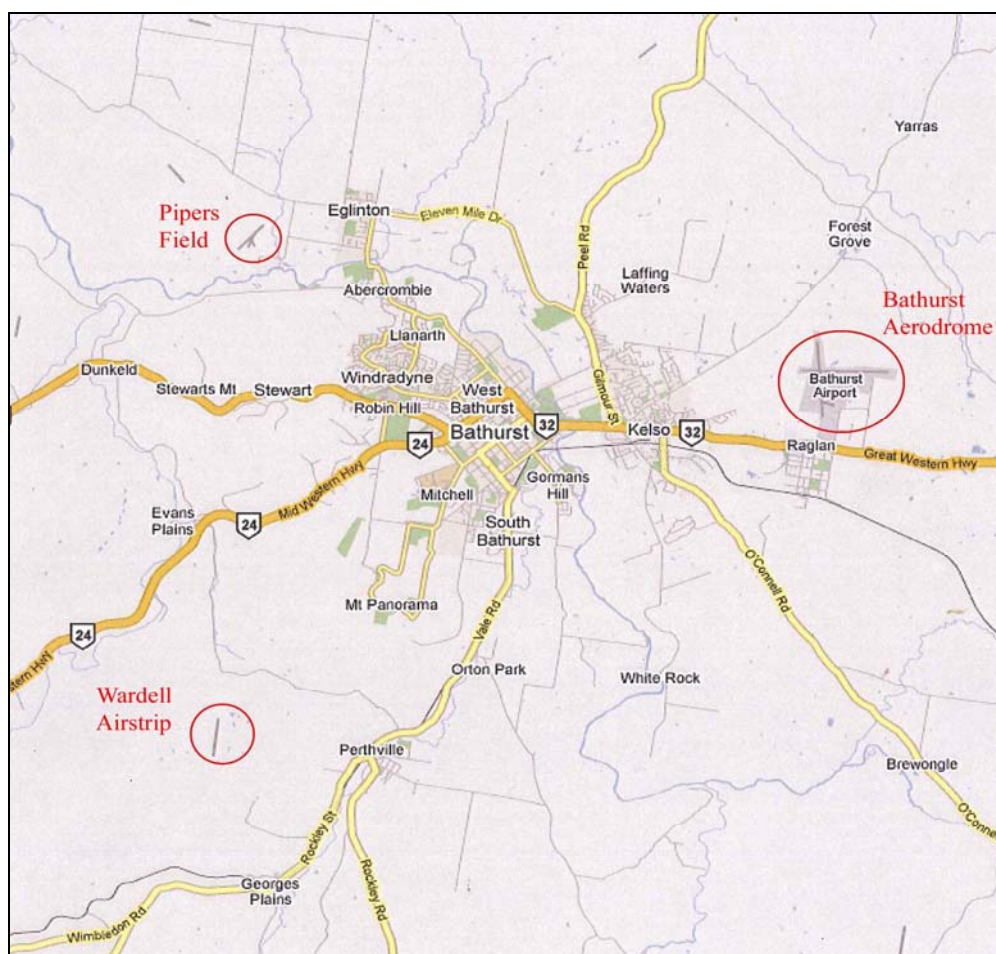 Yarras
Pipers
Field
Eglinton
Eleven Mile Dr
Peel Rd
Forest
Grove
Laffing
Waters
Abercrombie
Bathurst
Aerodrome
Llanarth
Dunkeld
Stewarts Mt
Stewart
Windradyne
West
Bathurst
Gilmour St
Bathurst
Airport
Robin Hill
32
Bathurst
Kelso
32
24
Raglan
Great Western Hwy
Mid Western Hwy
Mitchell
Gormans
Hill
Evans
Plains
24
South
Bathurst
O'Connell Rd
Mt Panorama
Vale Rd
24
stern Hwy
Orton Park
White Rock
Wardell
Airstrip
Perthville
Brewongle
Rockley St
O'Connell
Georges
Plains
Rockley Rd
Wimbledon Rd